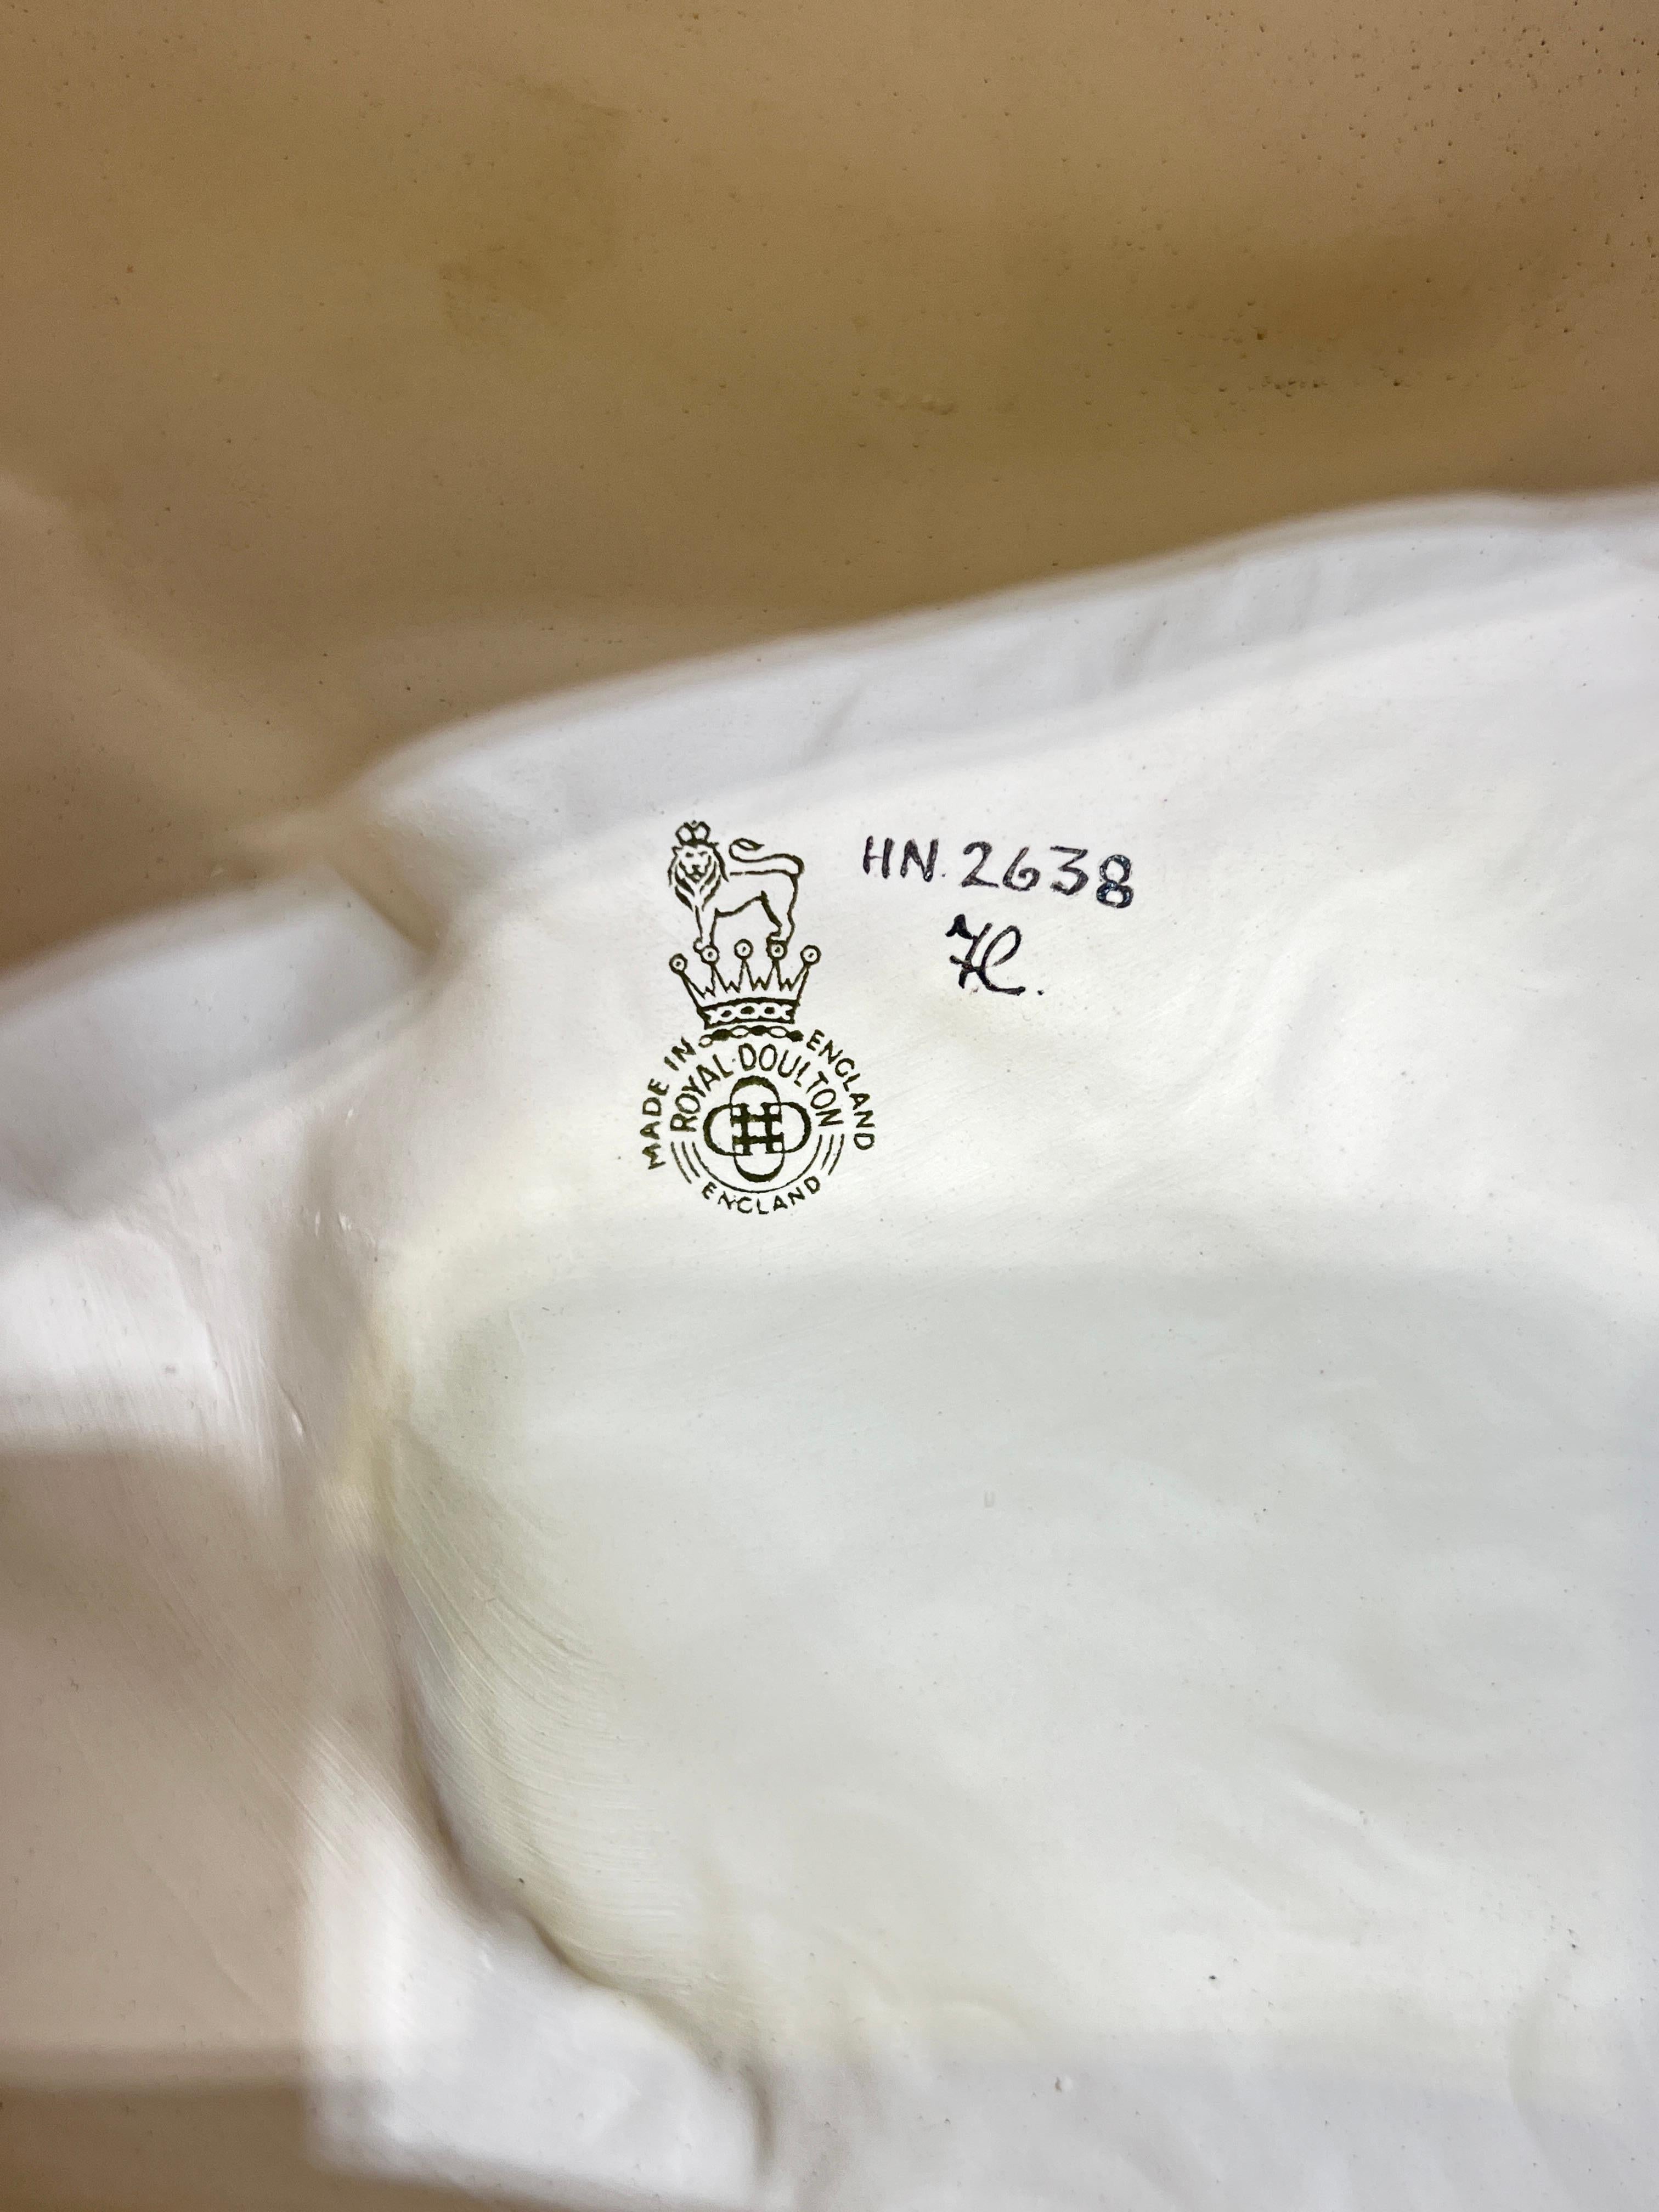 HN.2638
MADE IN ENGLAND
ROYAL DOULTON
ENGLAND